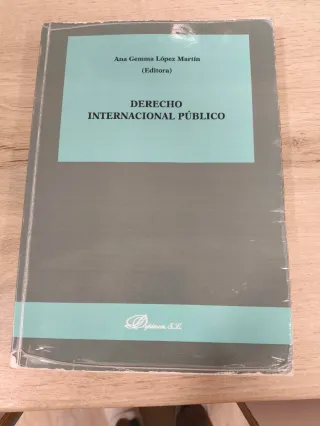 Ana Gemma López Martín
(Editora)
DERECHO
INTERNACIONAL PÚBLICO
Dykinson, S.L.